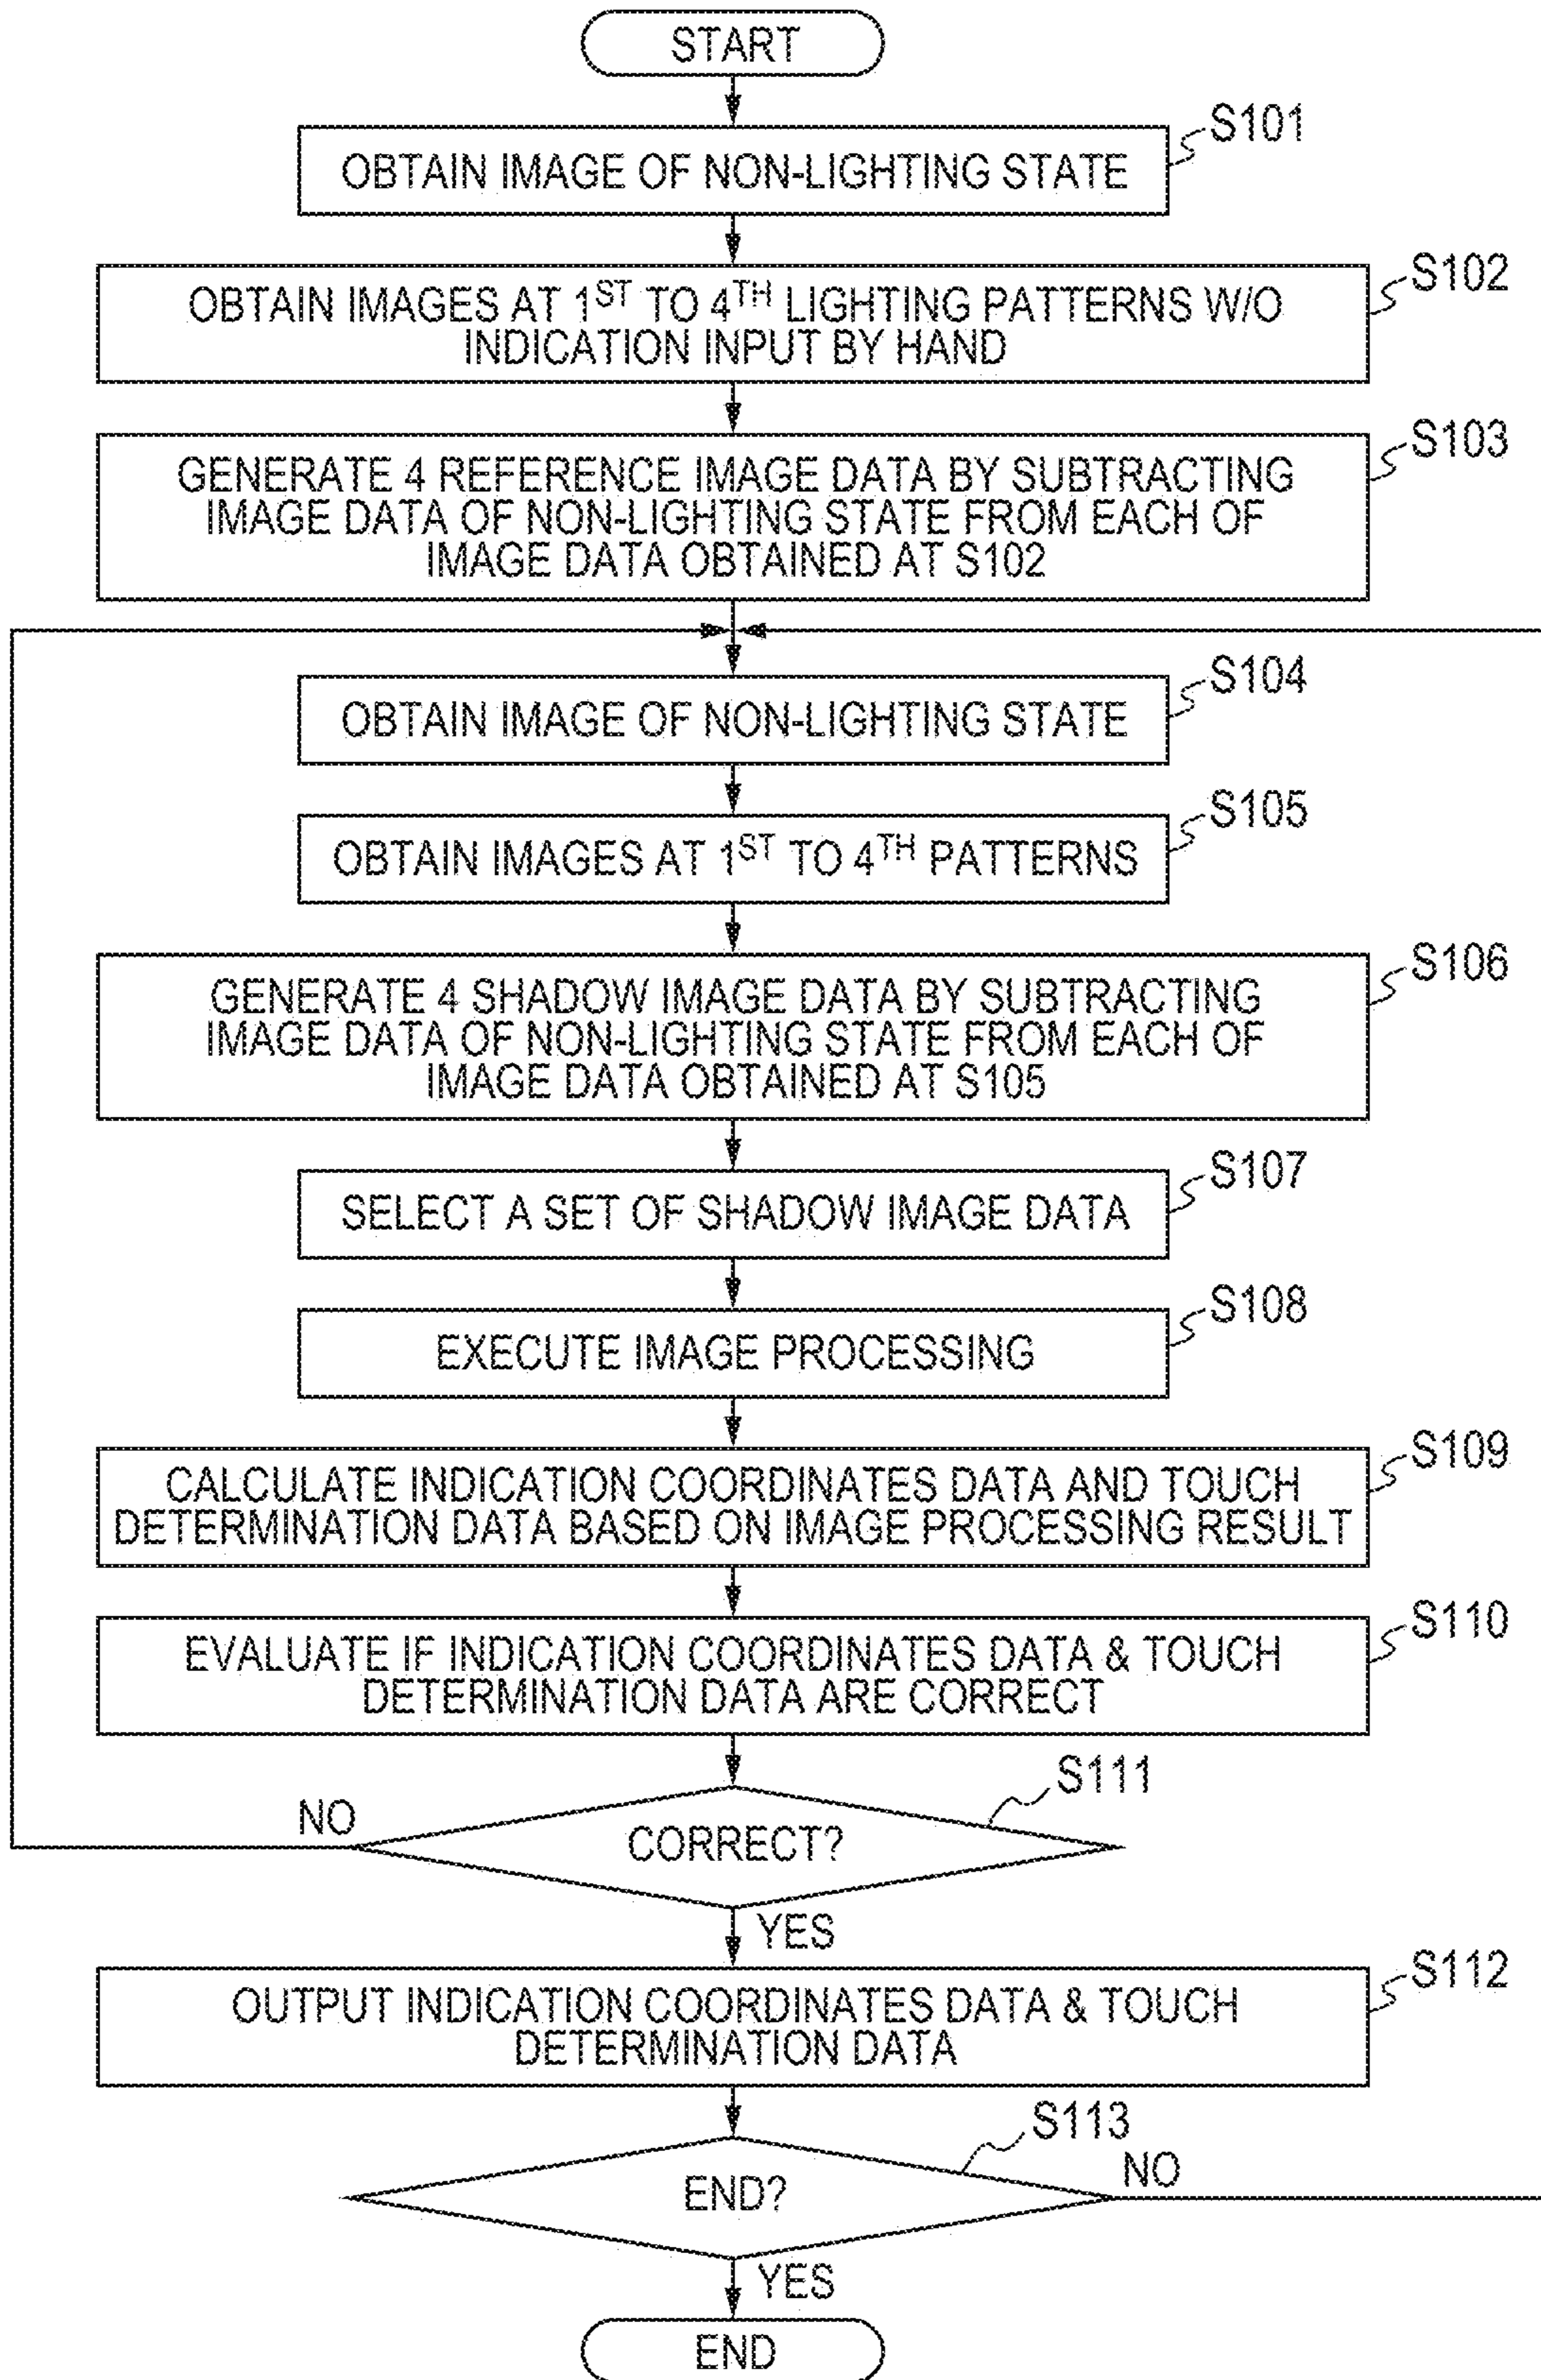 START
S101
OBTAIN IMAGE OF NON-LIGHTING STATE
S102
OBTAIN IMAGES AT 1ST TO 4TH LIGHTING PATTERNS W/O
INDICATION INPUT BY HAND
S103
GENERATE 4 REFERENCE IMAGE DATA BY SUBTRACTING
IMAGE DATA OF NON-LIGHTING STATE FROM EACH OF
IMAGE DATA OBTAINED AT S102
S104
OBTAIN IMAGE OF NON-LIGHTING STATE
S105
OBTAIN IMAGES AT 1ST TO 4TH PATTERNS
S106
GENERATE 4 SHADOW IMAGE DATA BY SUBTRACTING
IMAGE DATA OF NON-LIGHTING STATE FROM EACH OF
IMAGE DATA OBTAINED AT S105
S107
SELECT A SET OF SHADOW IMAGE DATA
S108
EXECUTE IMAGE PROCESSING
S109
CALCULATE INDICATION COORDINATES DATA AND TOUCH
DETERMINATION DATA BASED ON IMAGE PROCESSING RESULT
S110
EVALUATE IF INDICATION COORDINATES DATA & TOUCH
DETERMINATION DATA ARE CORRECT
S111
NO
CORRECT?
YES
S112
OUTPUT INDICATION COORDINATES DATA & TOUCH
DETERMINATION DATA
S113
END?
NO
YES
END